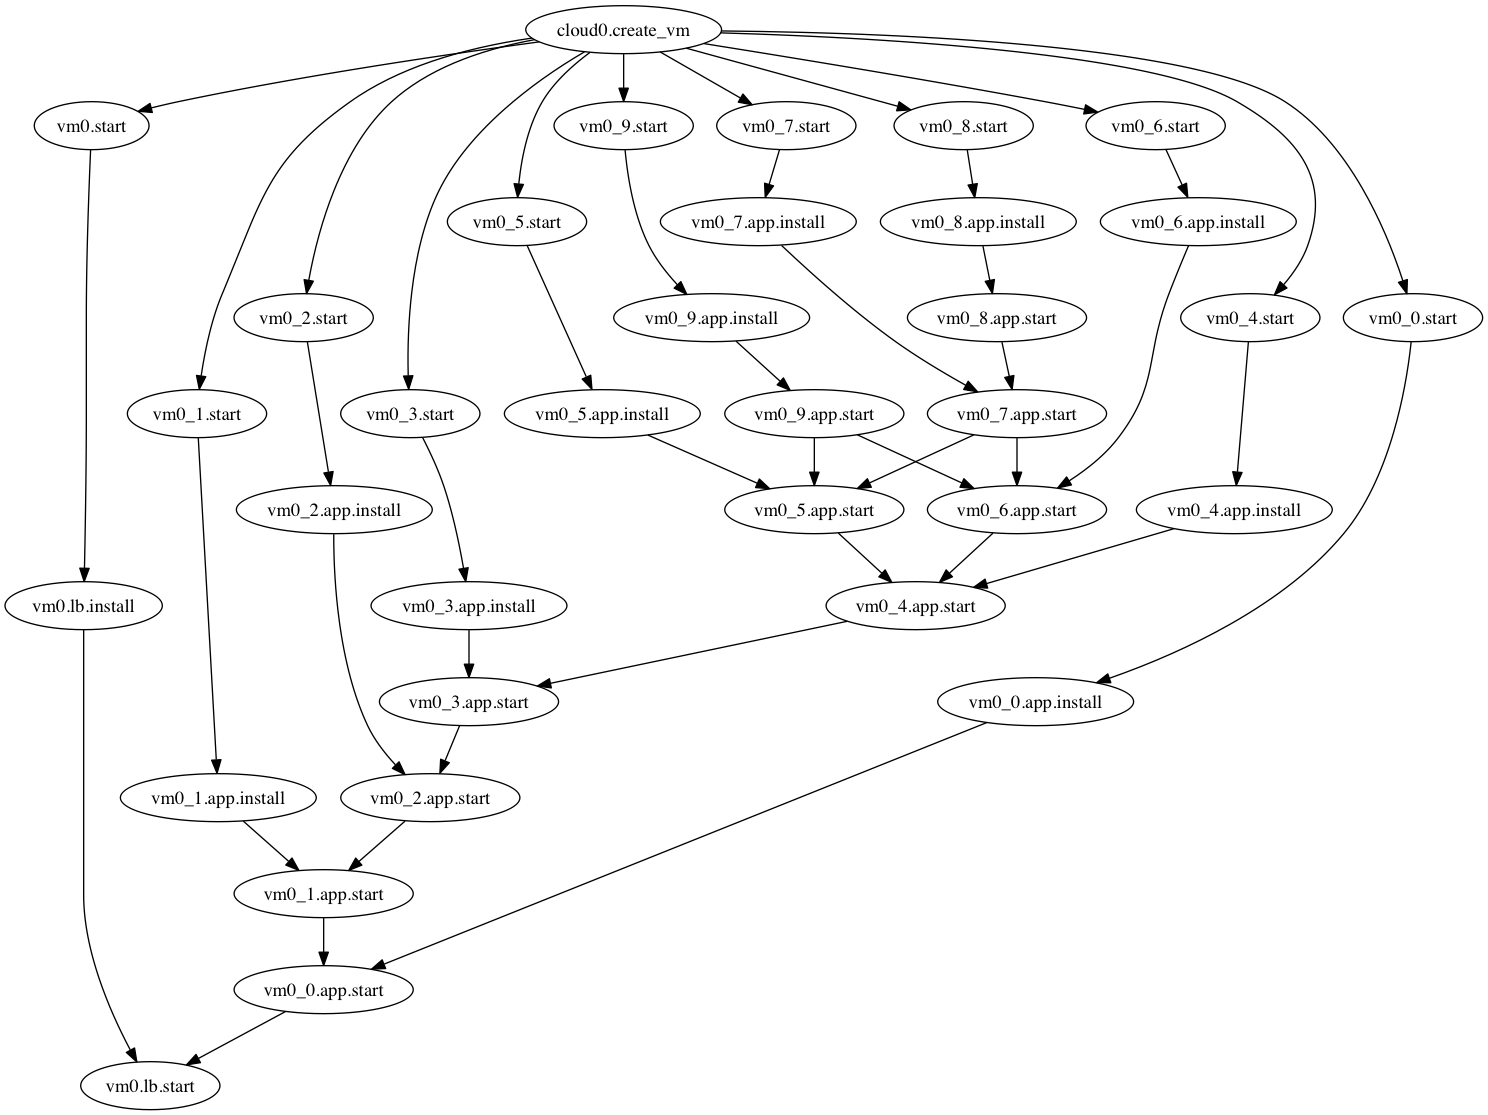 cloud0.create_vm
vm0.start
vm0_9.start
vm0_7.start
vm0_8.start
vm0_6.start
vm0_5.start
vm0_7.app.install
vm0_8.app.install
vm0_6.app.install
vm0_2.start
vm0_9.app.install
vm0_8.app.start
vm0_4.start
vm0_0.start
vm0_1.start
vm0_3.start
vm0_5.app.install
vm0_9.app.start
vm0_7.app.start
vm0_2.app.install
vm0_5.app.start
vm0_6.app.start
vm0_4.app.install
vm0.lb.install
vm0_3.app.install
vm0_4.app.start
vm0_3.app.start
vm0_0.app.install
vm0_1.app.install
vm0_2.app.start
vm0_1.app.start
vm0_0.app.start
vm0.lb.start